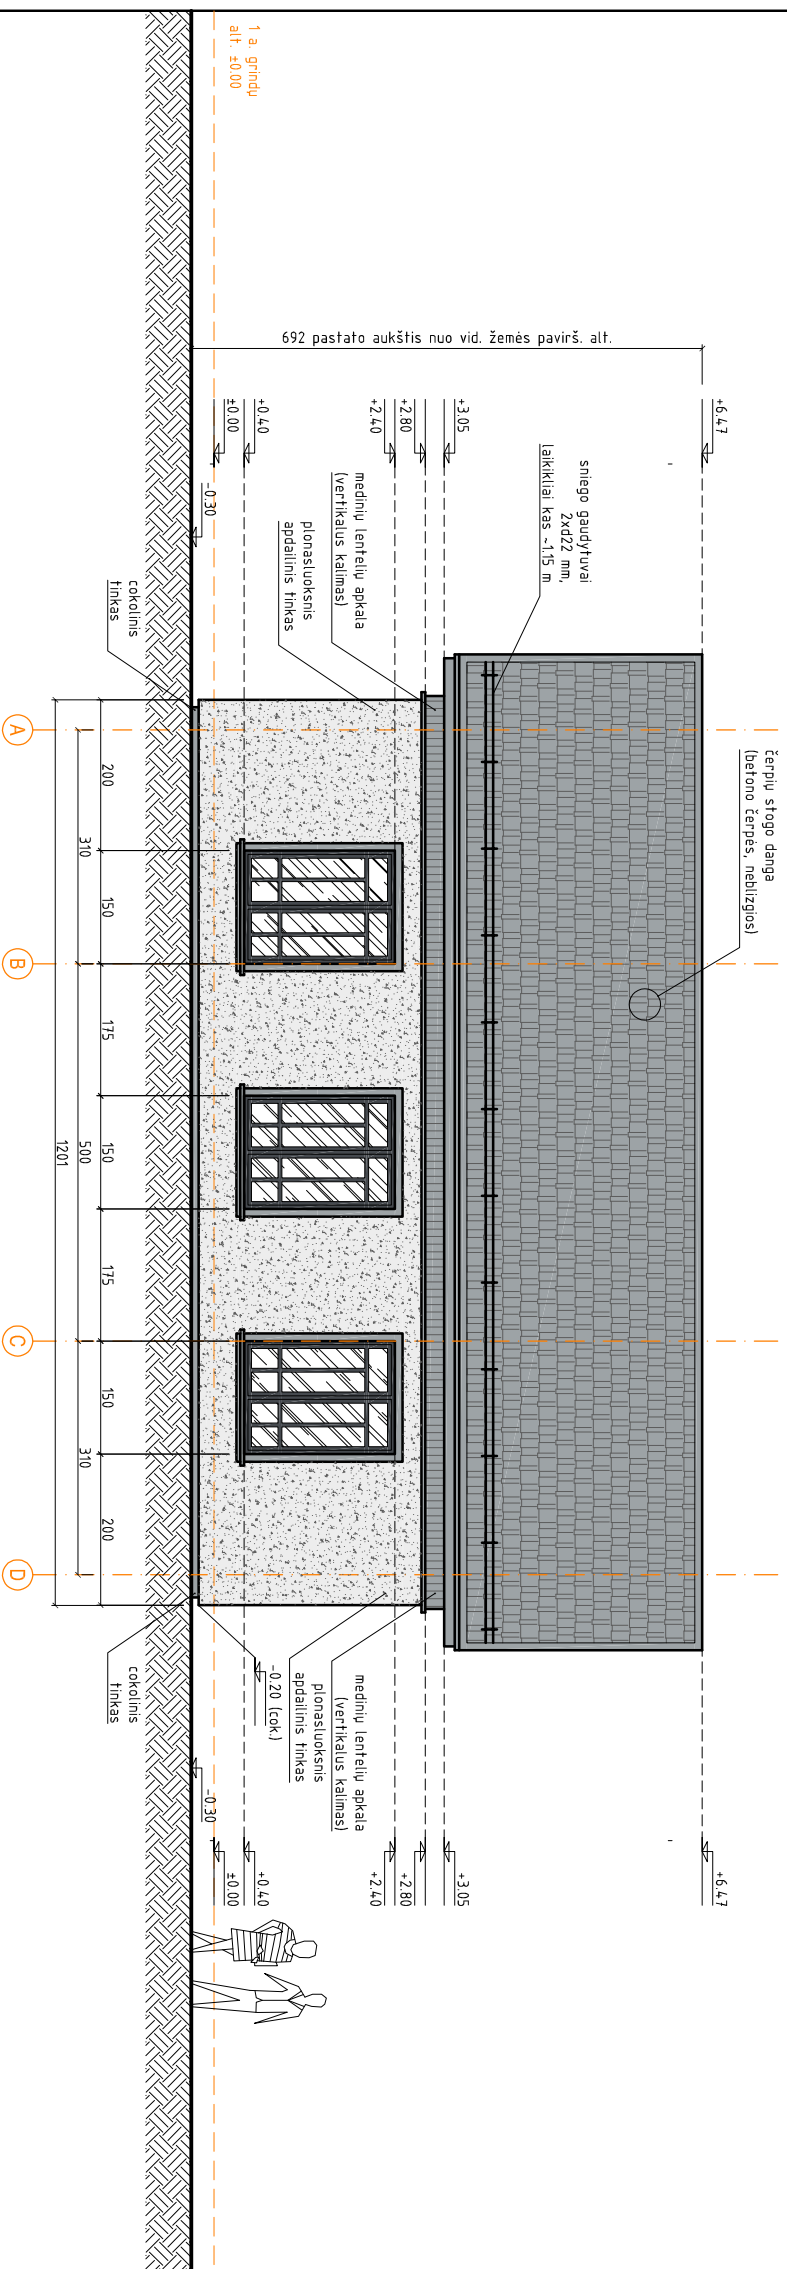 +6.47
+6.47
čerpių stogo danga
(betono čerpės, neblizgios)
sniego gaudytuvai
2xd22 mm,
laikikliai kas ~1.15 m
692 pastato aukštis nuo vid. žemės pavirš. alt.
+3.05
+2.80
+2.40
+0.40
±0.00
-0.30
medinių lentelių apkala
(vertikalus kalimas)
plonasluoksnis
apdailinis tinkas
cokolinis
tinkas
1 a. grindų
alt. ±0.00
+3.05
+2.80
+2.40
+0.40
±0.00
-0.30
medinių lentelių apkala
(vertikalus kalimas)
plonasluoksnis
apdailinis tinkas
-0.20 (cok.)
cokolinis
tinkas
200 150 175 150 175 150 200
310 500 310
1201
A B C D